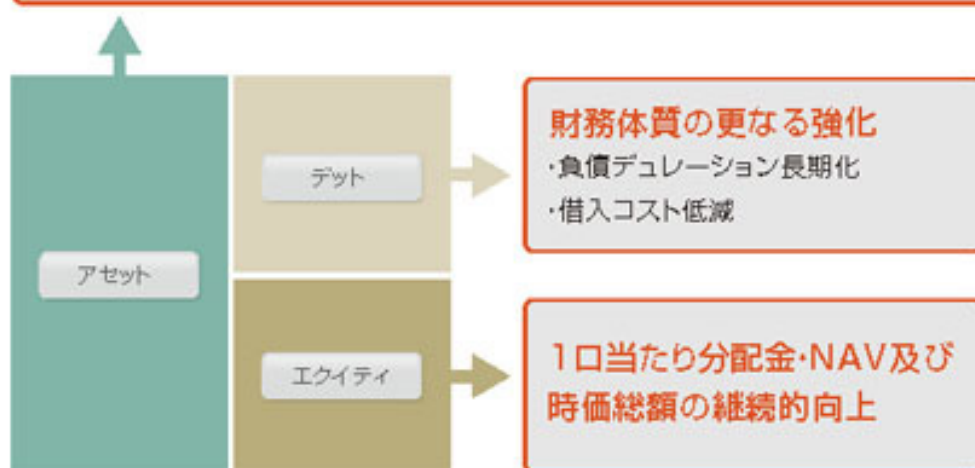 財務体質の更なる強化
・負債デュレーション長期化
・借入コスト低減
デット
アセット
エクイティ
1口当たり分配金・NAV及び
時価総額の継続的向上